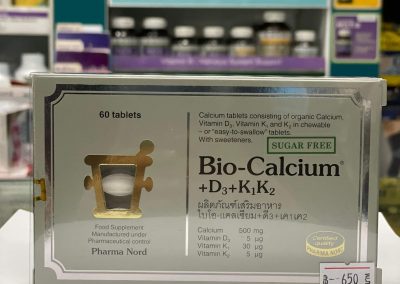 60 tablets
Calcium tablets consisting of organic Calcium,
Vitamin D₃, Vitamin K₁ and K₂ in chewable
– or "easy-to-swallow" tablets.
With sweeteners.
SUGAR FREE
Bio-Calcium®
+D₃+K₁K₂
ผลิตภัณฑ์เสริมอาหาร
ไบโอ-แคลเซียม+ดี3+เค1เค2
Food Supplement
Manufactured under
Pharmaceutical control
Pharma Nord
Calcium 500 mg
Vitamin D₃ 5 µg
Vitamin K₁ 30 µg
Vitamin K₂ 5 µg
Certified
quality
PHARMA NORD
650